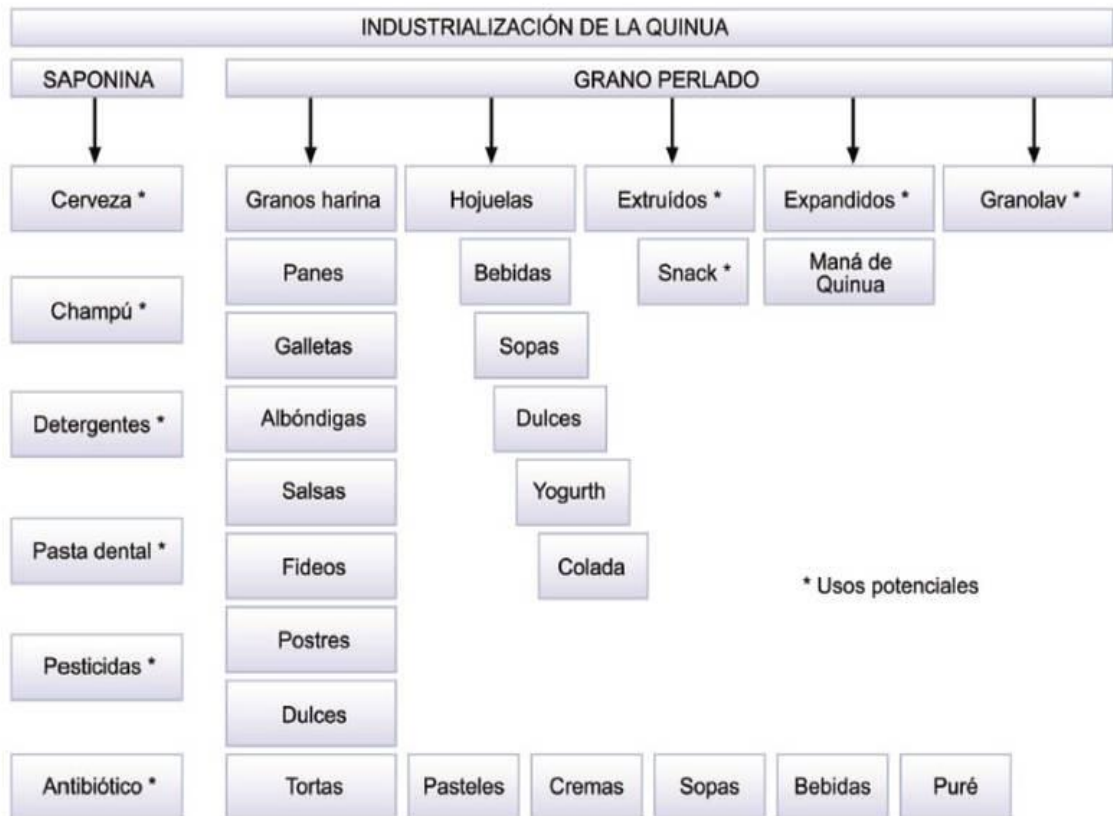 INDUSTRIALIZACIÓN DE LA QUINUA
SAPONINA
GRANO PERLADO
Cerveza *
Granos harina
Hojuelas
Extruídos *
Expandidos *
Granolav *
Panes
Bebidas
Snack *
Maná de
Quinua
Champú *
Galletas
Sopas
Detergentes *
Albóndigas
Dulces
Salsas
Yogurth
Pasta dental *
Fideos
Colada
* Usos potenciales
Postres
Pesticidas *
Dulces
Antibiótico *
Tortas
Pasteles
Cremas
Sopas
Bebidas
Puré